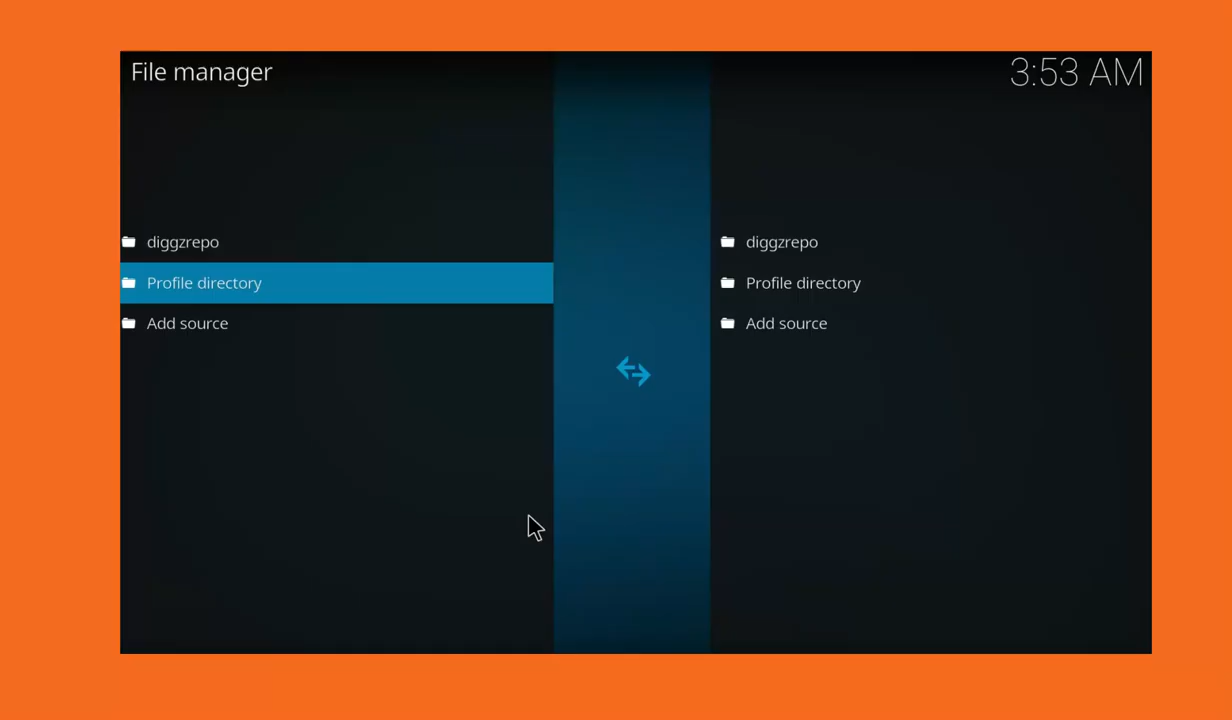 File manager
3:53 AM
diggzrepo
Profile directory
Add source
diggzrepo
Profile directory
Add source